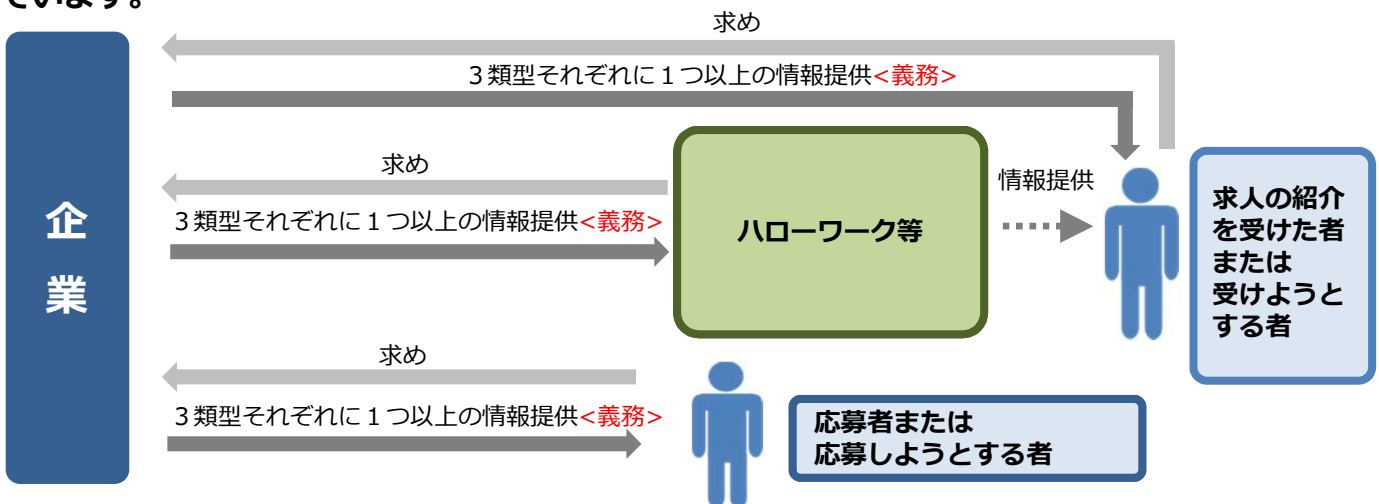 ています。
求め
３類型それぞれに１つ以上の情報提供<義務>
求め
３類型それぞれに１つ以上の情報提供<義務>
企
業
ハローワーク等
情報提供
求人の紹介
を受けた者
または
受けようと
する者
求め
３類型それぞれに１つ以上の情報提供<義務>
応募者または
応募しようとする者